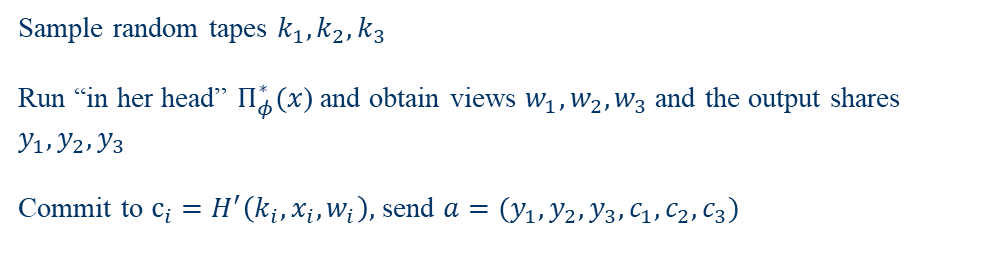 Sample random tapes k₁, k₂, k₃
Run “in her head” Π*_ϕ(x) and obtain views w₁, w₂, w₃ and the output shares
y₁, y₂, y₃
Commit to cᵢ = H′(kᵢ, xᵢ, wᵢ), send a = (y₁, y₂, y₃, c₁, c₂, c₃)